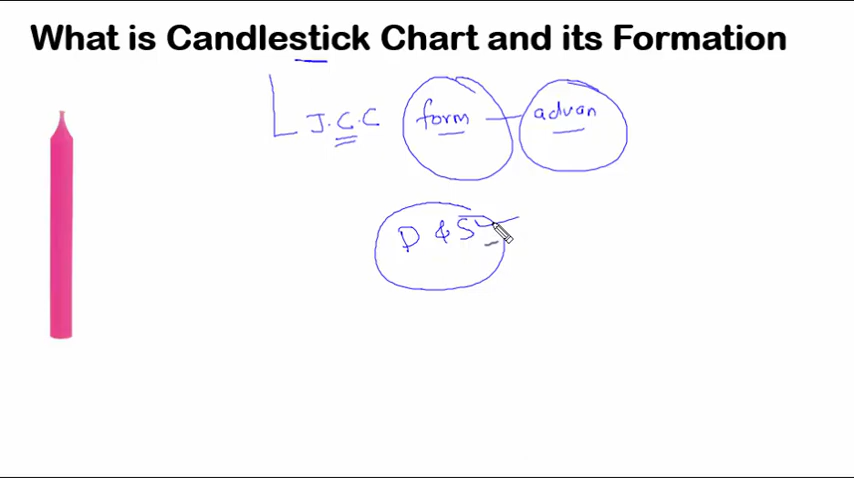 What is Candlestick Chart and its Formation
J.C.C form advan
D & S